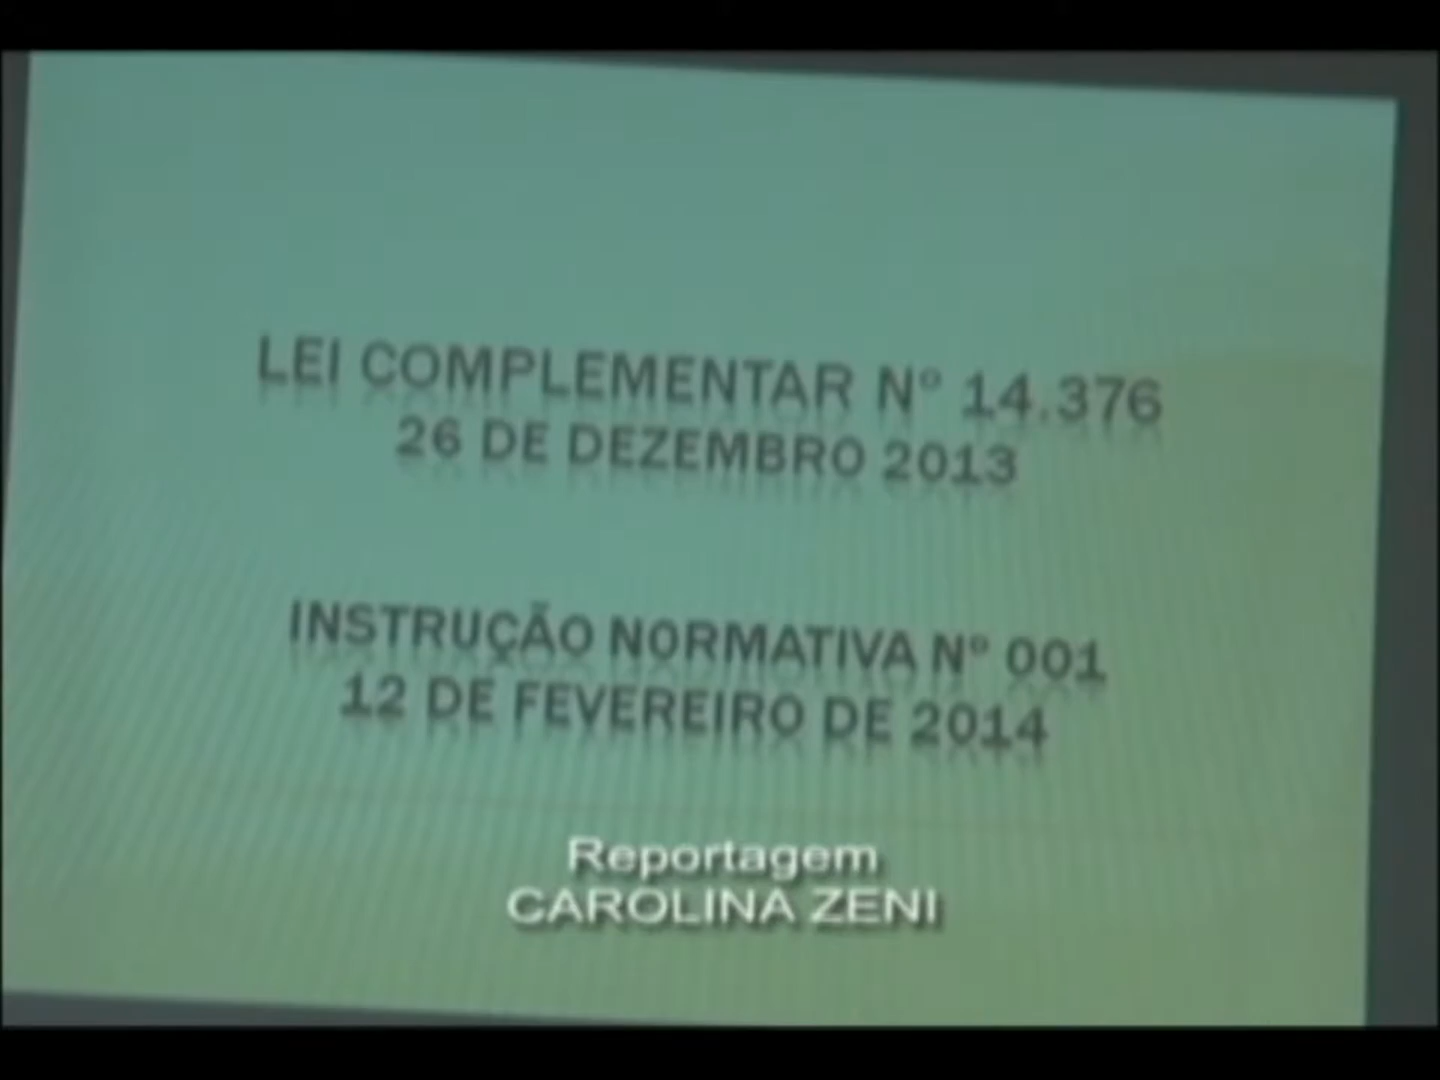 LEI COMPLEMENTAR Nº 14.376
26 DE DEZEMBRO 2013
INSTRUÇÃO NORMATIVA Nº 001
12 DE FEVEREIRO DE 2014
Reportagem
CAROLINA ZENI